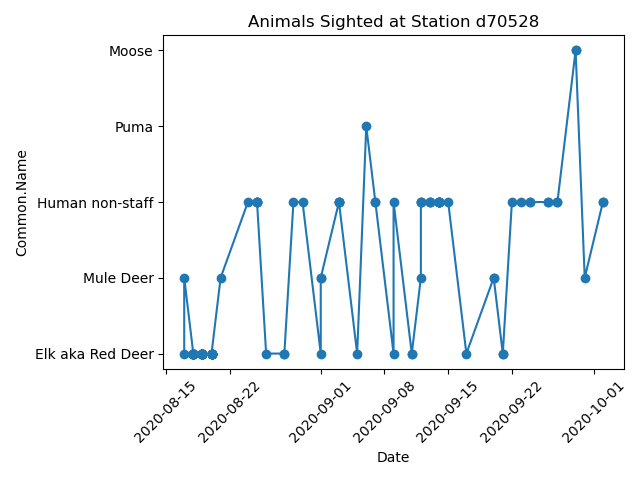 Animals Sighted at Station d70528
Moose
Puma
Human non-staff
Mule Deer
Elk aka Red Deer
Common.Name
2020-08-15
2020-08-22
2020-09-01
2020-09-08
2020-09-15
2020-09-22
2020-10-01
Date